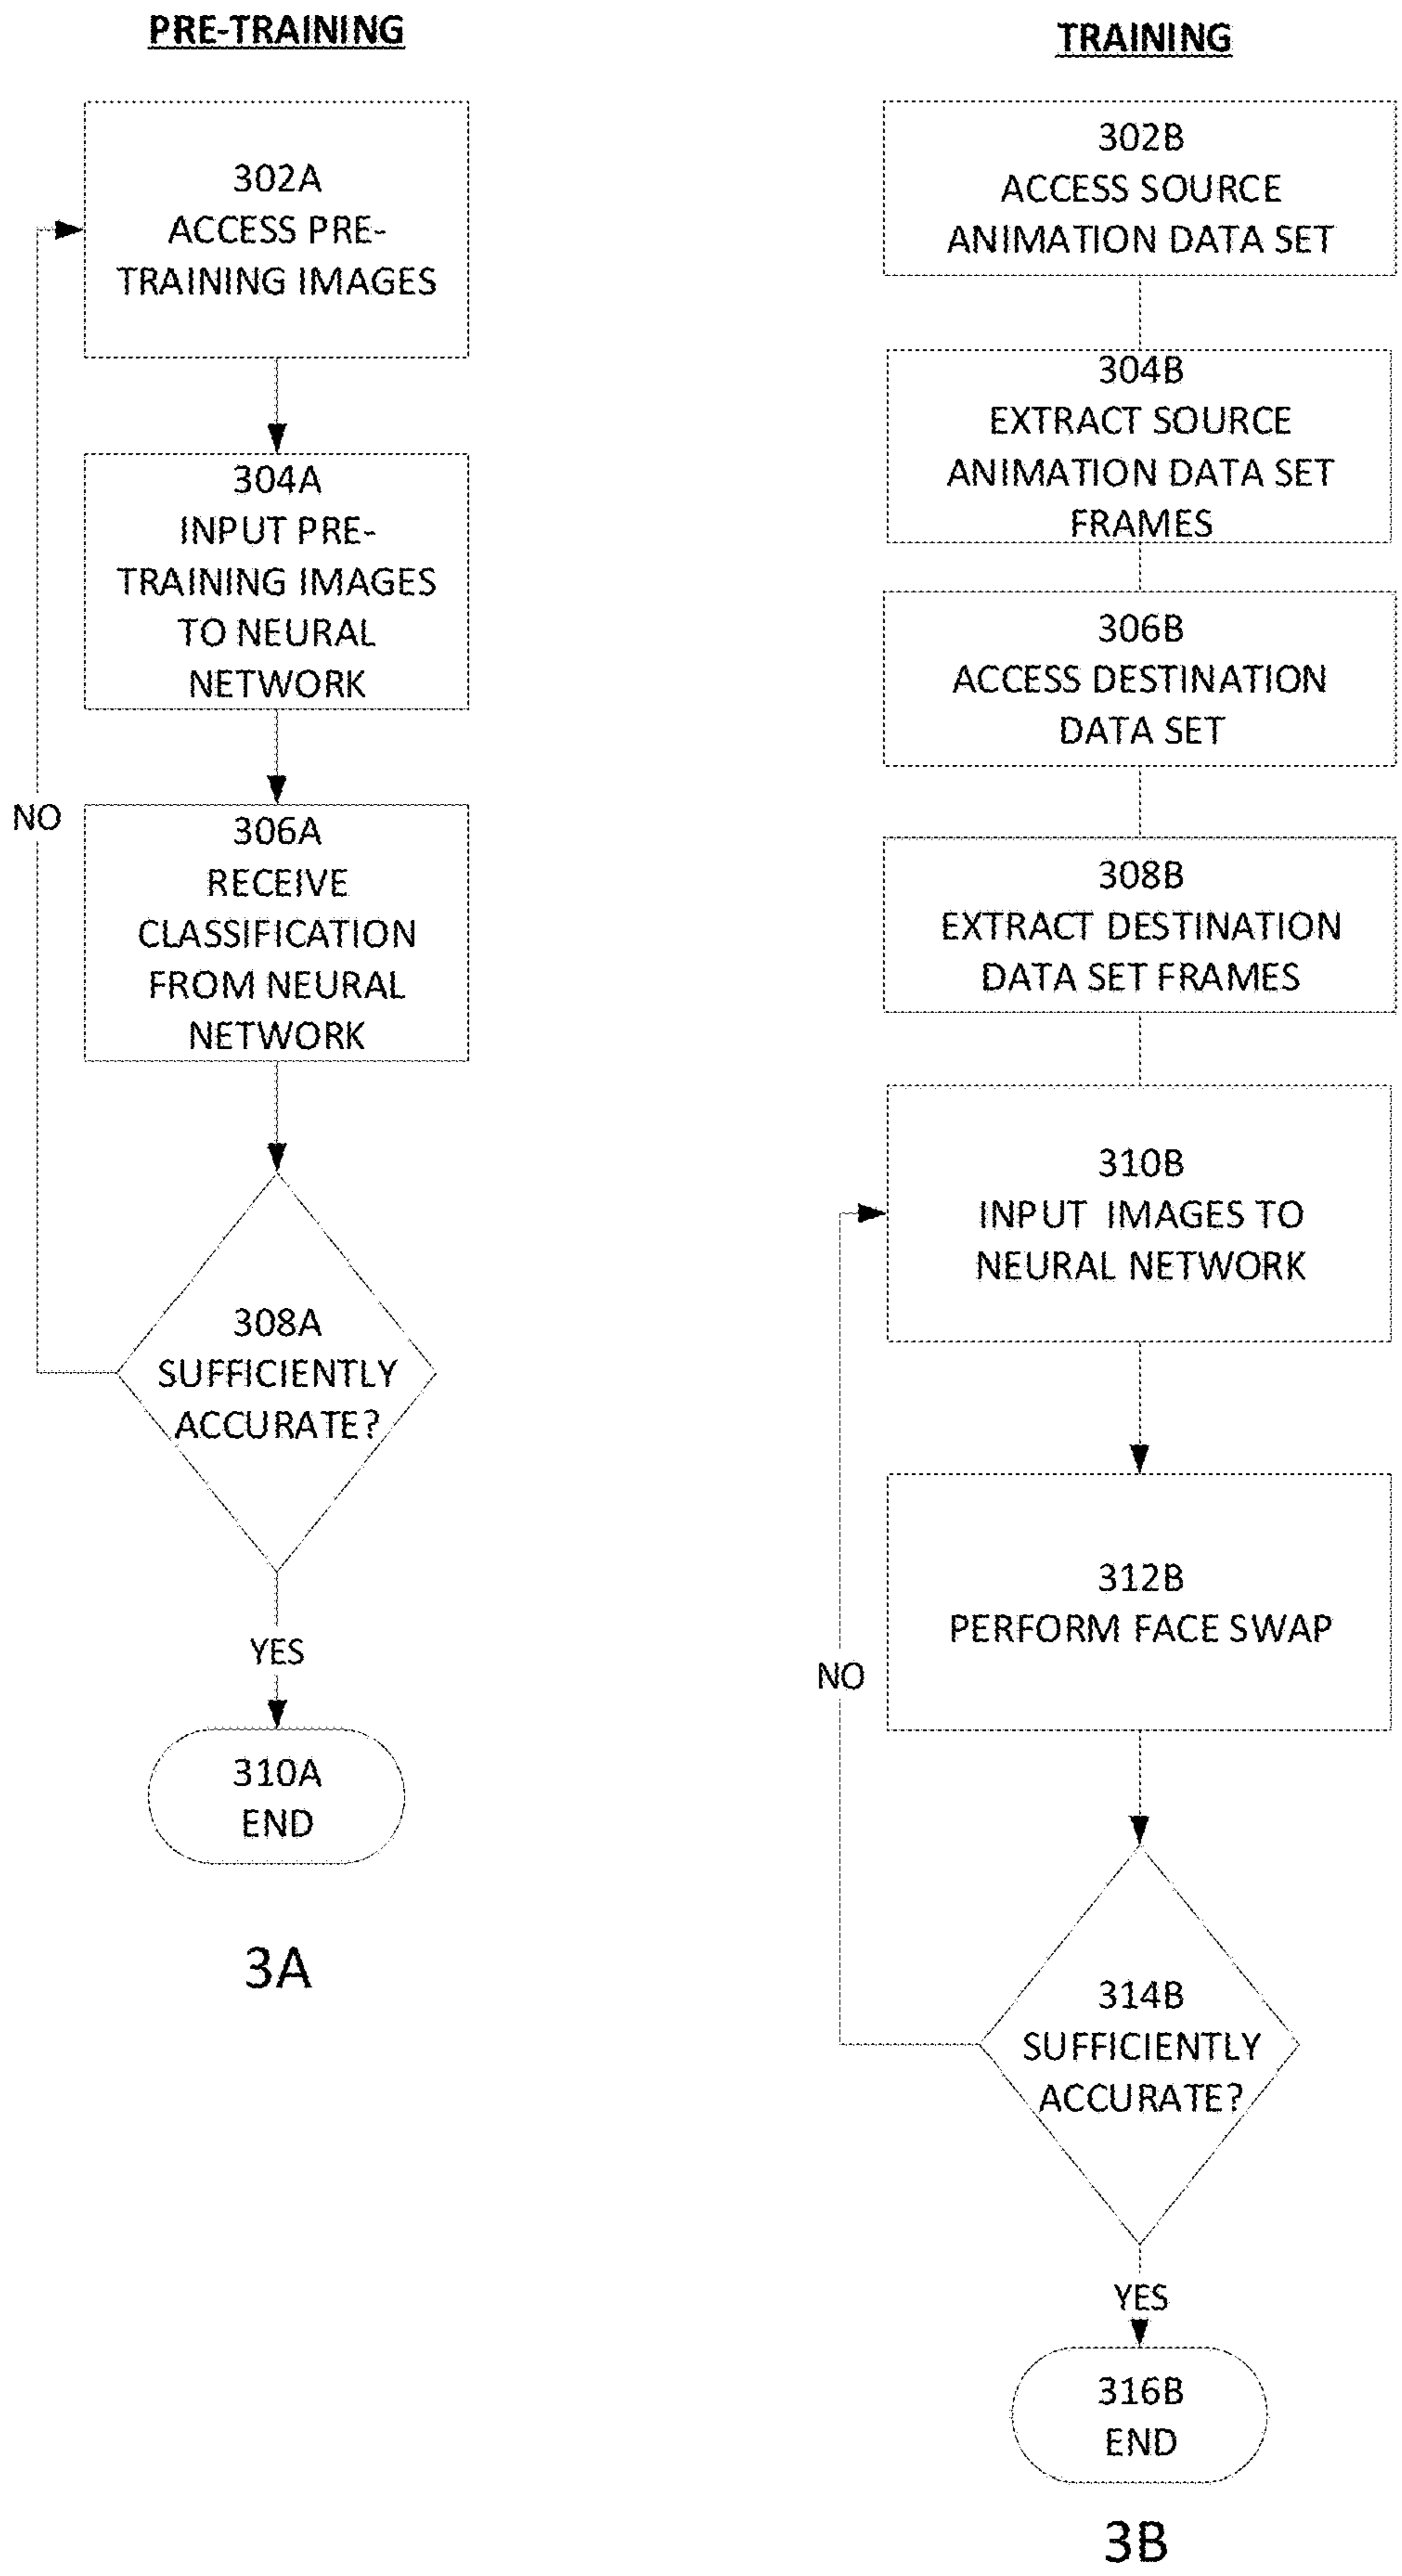 PRE-TRAINING
302A
ACCESS PRE-
TRAINING IMAGES
304A
INPUT PRE-
TRAINING IMAGES
TO NEURAL
NETWORK
NO
306A
RECEIVE
CLASSIFICATION
FROM NEURAL
NETWORK
308A
SUFFICIENTLY
ACCURATE?
YES
310A
END
3A
TRAINING
302B
ACCESS SOURCE
ANIMATION DATA SET
304B
EXTRACT SOURCE
ANIMATION DATA SET
FRAMES
306B
ACCESS DESTINATION
DATA SET
308B
EXTRACT DESTINATION
DATA SET FRAMES
310B
INPUT IMAGES TO
NEURAL NETWORK
312B
PERFORM FACE SWAP
NO
314B
SUFFICIENTLY
ACCURATE?
YES
316B
END
3B